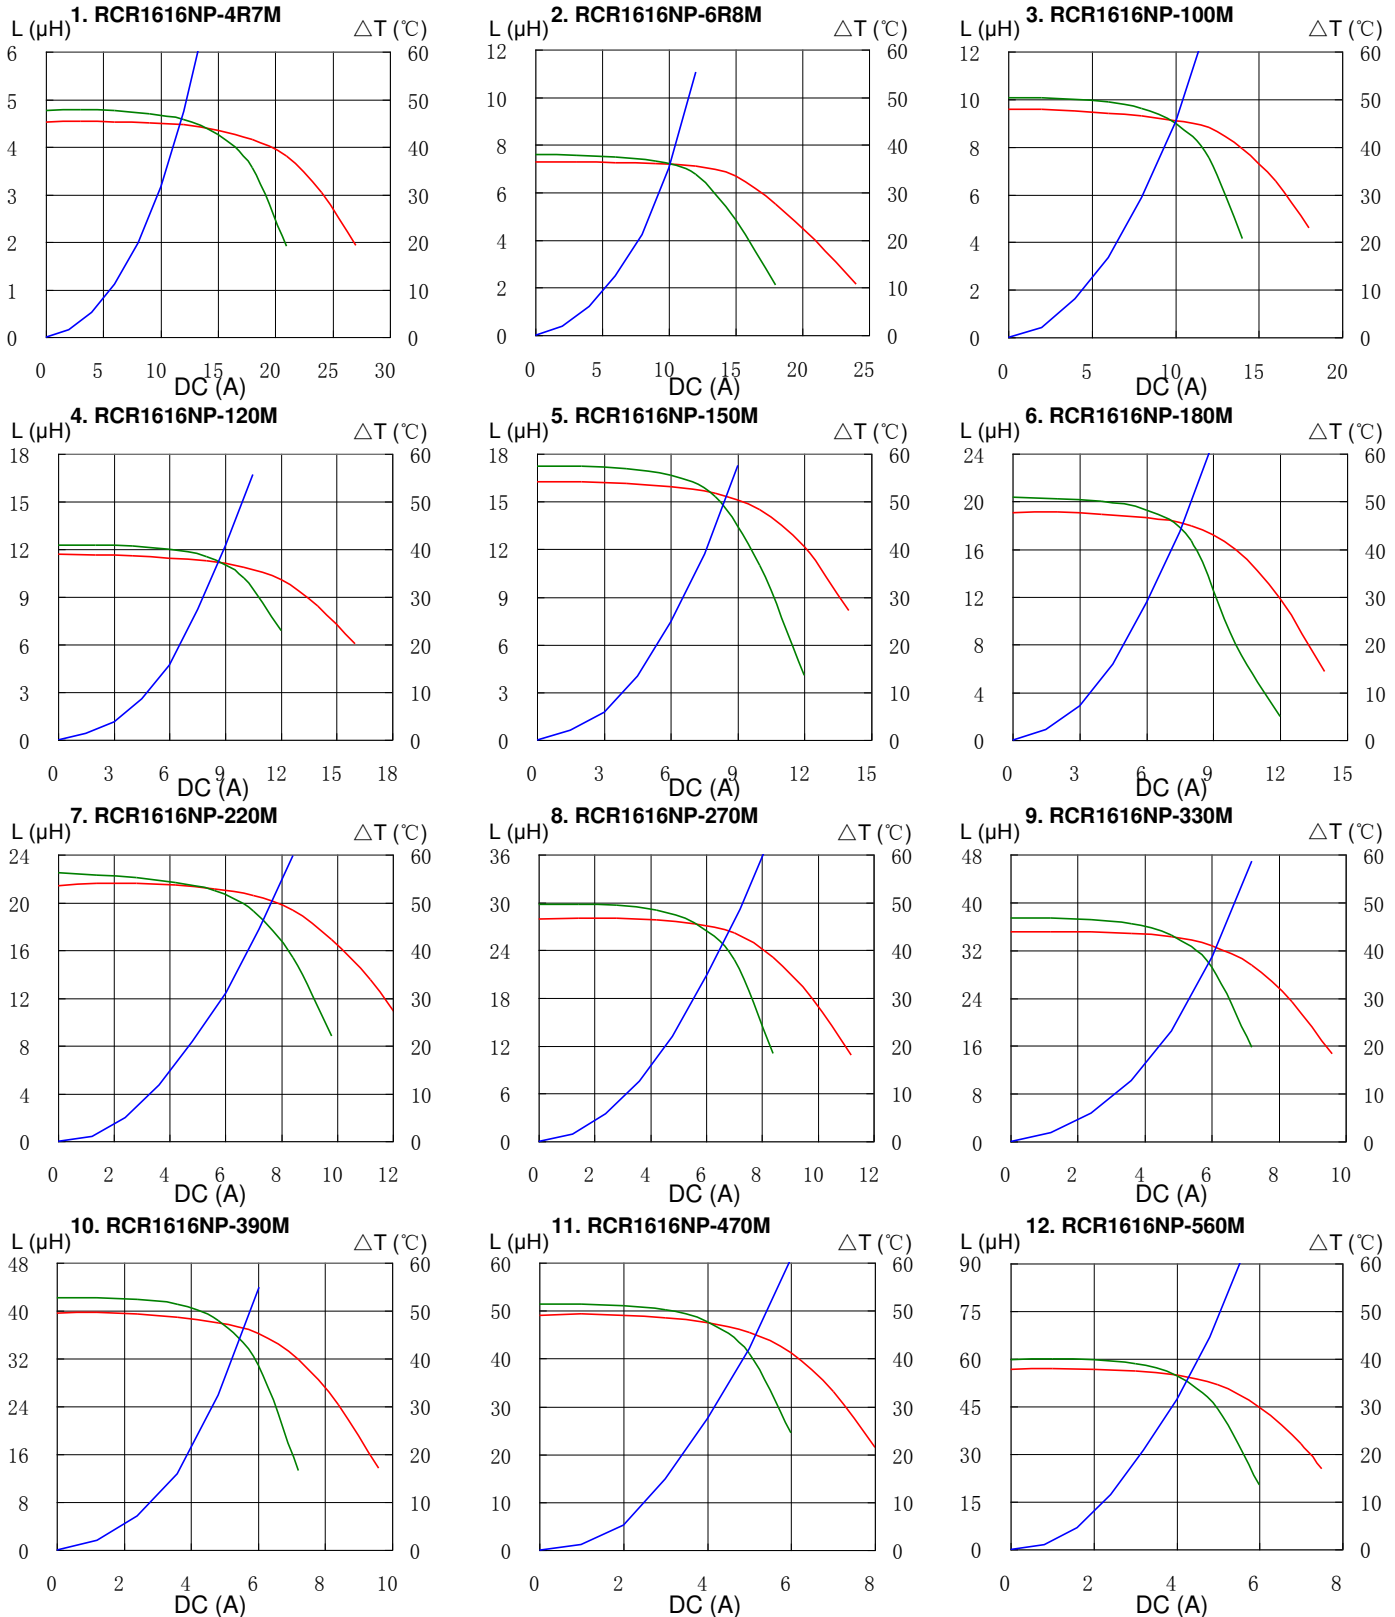 1. RCR1616NP-4R7M
L (µH) △T (℃)
6 60
5 50
4 40
3 30
2 20
1 10
0 0
0 5 10 15 20 25 30
DC (A)
2. RCR1616NP-6R8M
L (µH) △T (℃)
12 60
10 50
8 40
6 30
4 20
2 10
0 0
0 5 10 15 20 25
DC (A)
3. RCR1616NP-100M
L (µH) △T (℃)
12 60
10 50
8 40
6 30
4 20
2 10
0 0
0 5 10 15 20
DC (A)
4. RCR1616NP-120M
L (µH) △T (℃)
18 60
15 50
12 40
9 30
6 20
3 10
0 0
0 3 6 9 12 15 18
DC (A)
5. RCR1616NP-150M
L (µH) △T (℃)
18 60
15 50
12 40
9 30
6 20
3 10
0 0
0 3 6 9 12 15
DC (A)
6. RCR1616NP-180M
L (µH) △T (℃)
24 60
20 50
16 40
12 30
8 20
4 10
0 0
0 3 6 9 12 15
DC (A)
7. RCR1616NP-220M
L (µH) △T (℃)
24 60
20 50
16 40
12 30
8 20
4 10
0 0
0 2 4 6 8 10 12
DC (A)
8. RCR1616NP-270M
L (µH) △T (℃)
36 60
30 50
24 40
18 30
12 20
6 10
0 0
0 2 4 6 8 10 12
DC (A)
9. RCR1616NP-330M
L (µH) △T (℃)
48 60
40 50
32 40
24 30
16 20
8 10
0 0
0 2 4 6 8 10
DC (A)
10. RCR1616NP-390M
L (µH) △T (℃)
48 60
40 50
32 40
24 30
16 20
8 10
0 0
0 2 4 6 8 10
DC (A)
11. RCR1616NP-470M
L (µH) △T (℃)
60 60
50 50
40 40
30 30
20 20
10 10
0 0
0 2 4 6 8
DC (A)
12. RCR1616NP-560M
L (µH) △T (℃)
90 60
75 50
60 40
45 30
30 20
15 10
0 0
0 2 4 6 8
DC (A)